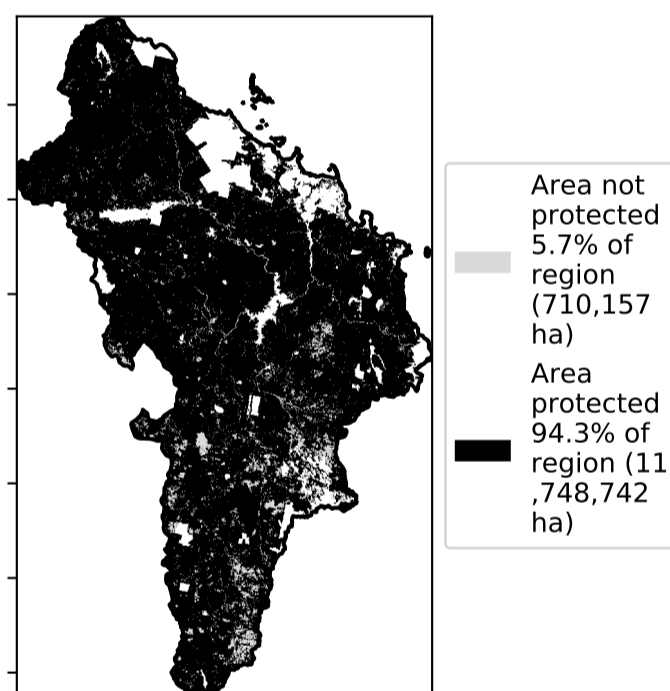 Area not
protected
5.7% of
region
(710,157
ha)
Area
protected
94.3% of
region (11
,748,742
ha)